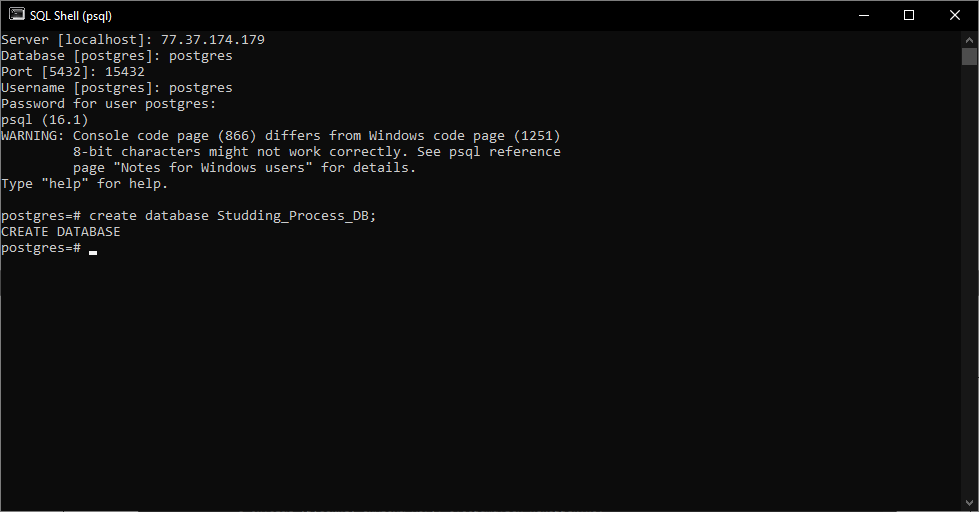 SQL Shell (psql)
Server [localhost]: 77.37.174.179
Database [postgres]: postgres
Port [5432]: 15432
Username [postgres]: postgres
Password for user postgres:
psql (16.1)
WARNING: Console code page (866) differs from Windows code page (1251)
         8-bit characters might not work correctly. See psql reference
         page "Notes for Windows users" for details.
Type "help" for help.

postgres=# create database Studding_Process_DB;
CREATE DATABASE
postgres=#